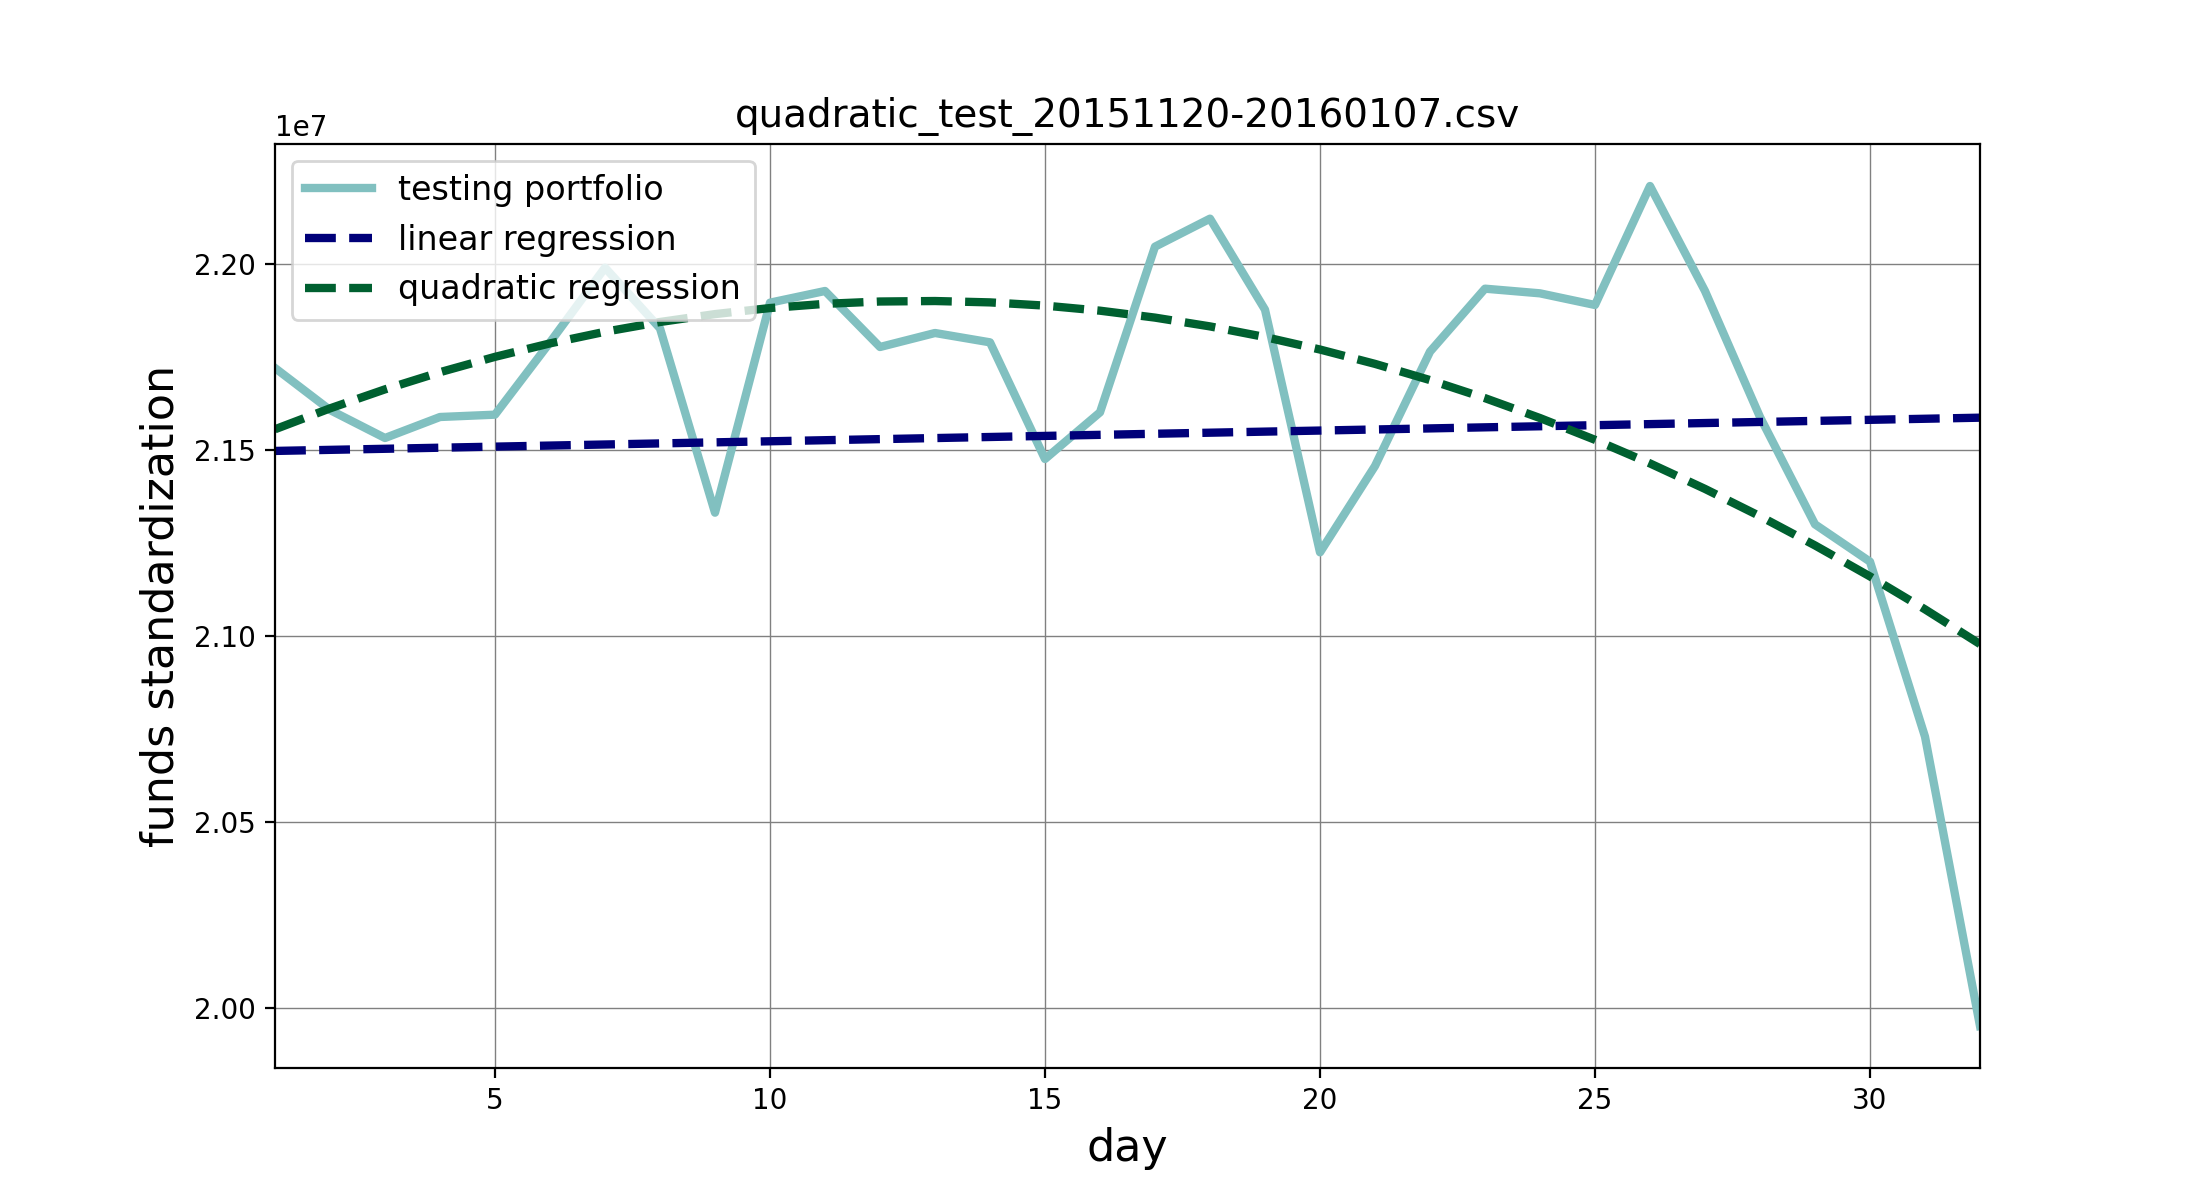 quadratic_test_20151120-20160107.csv
1e7
testing portfolio
linear regression
quadratic regression
2.20
2.15
2.10
2.05
2.00
funds standardization
5 10 15 20 25 30
day